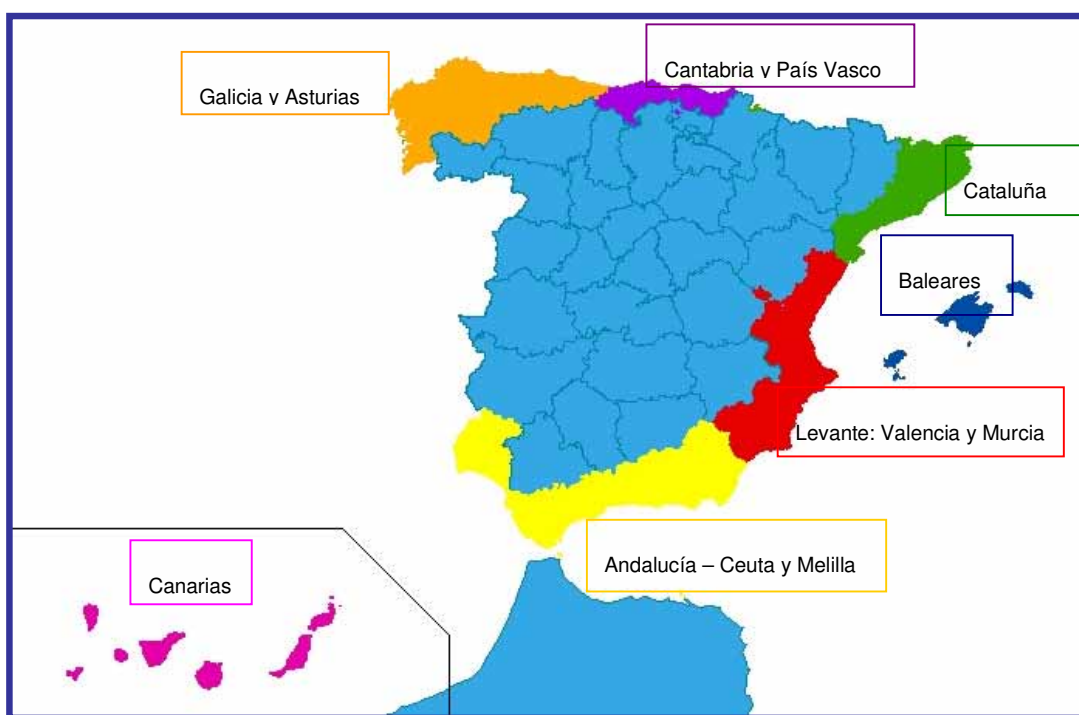 Cantabria y País Vasco
Galicia y Asturias
Cataluña
Baleares
Levante: Valencia y Murcia
Andalucía – Ceuta y Melilla
Canarias